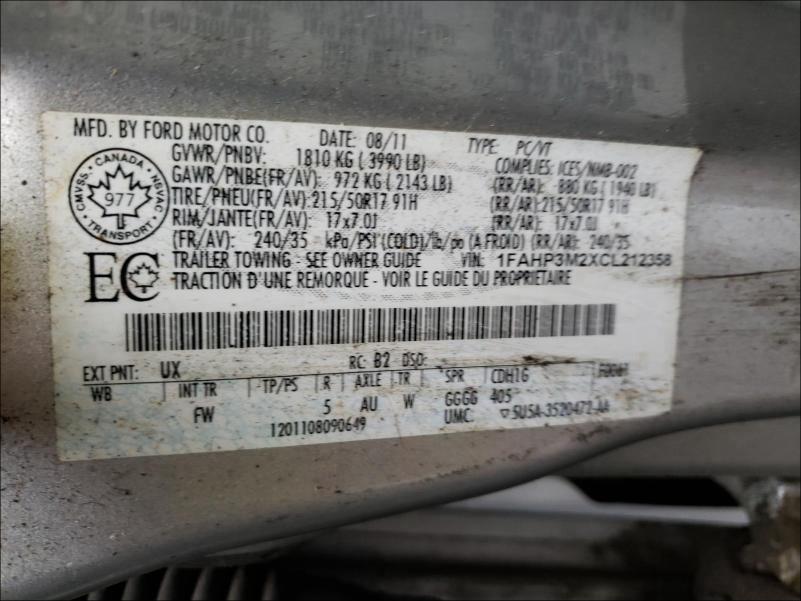 MFD. BY FORD MOTOR CO. DATE: 08/11 TYPE: PC/VT
GVWR/PNBV: 1810 KG ( 3990 LB) COMPLIES: ICES/NMB-002
GAWR/PNBE(FR/AV): 972 KG ( 2143 LB) (RR/AR): 880 KG ( 1940 LB)
TIRE/PNEU(FR/AV): 215/50R17 91H (RR/AR): 215/50R17 91H
RIM/JANTE(FR/AV): 17x7.0J (RR/AR): 17x7.0J
(FR/AV): 240/35 kPa/PSI (COLD)/lb/po (A FROID) (RR/AR): 240/35
TRAILER TOWING - SEE OWNER GUIDE VIN: 1FAHP3M2XCL212358
TRACTION D'UNE REMORQUE - VOIR LE GUIDE DU PROPRIETAIRE
CANADA
CMVSS NSVAC
977
TRANSPORT
EC
EXT PNT: UX RC: B2 DSO:
WB INT TR TP/PS R AXLE TR SPR CDH1G
FW 5 AU W GGGG 405
1201108090649 UMC: ▽5U5A-3520472-AA